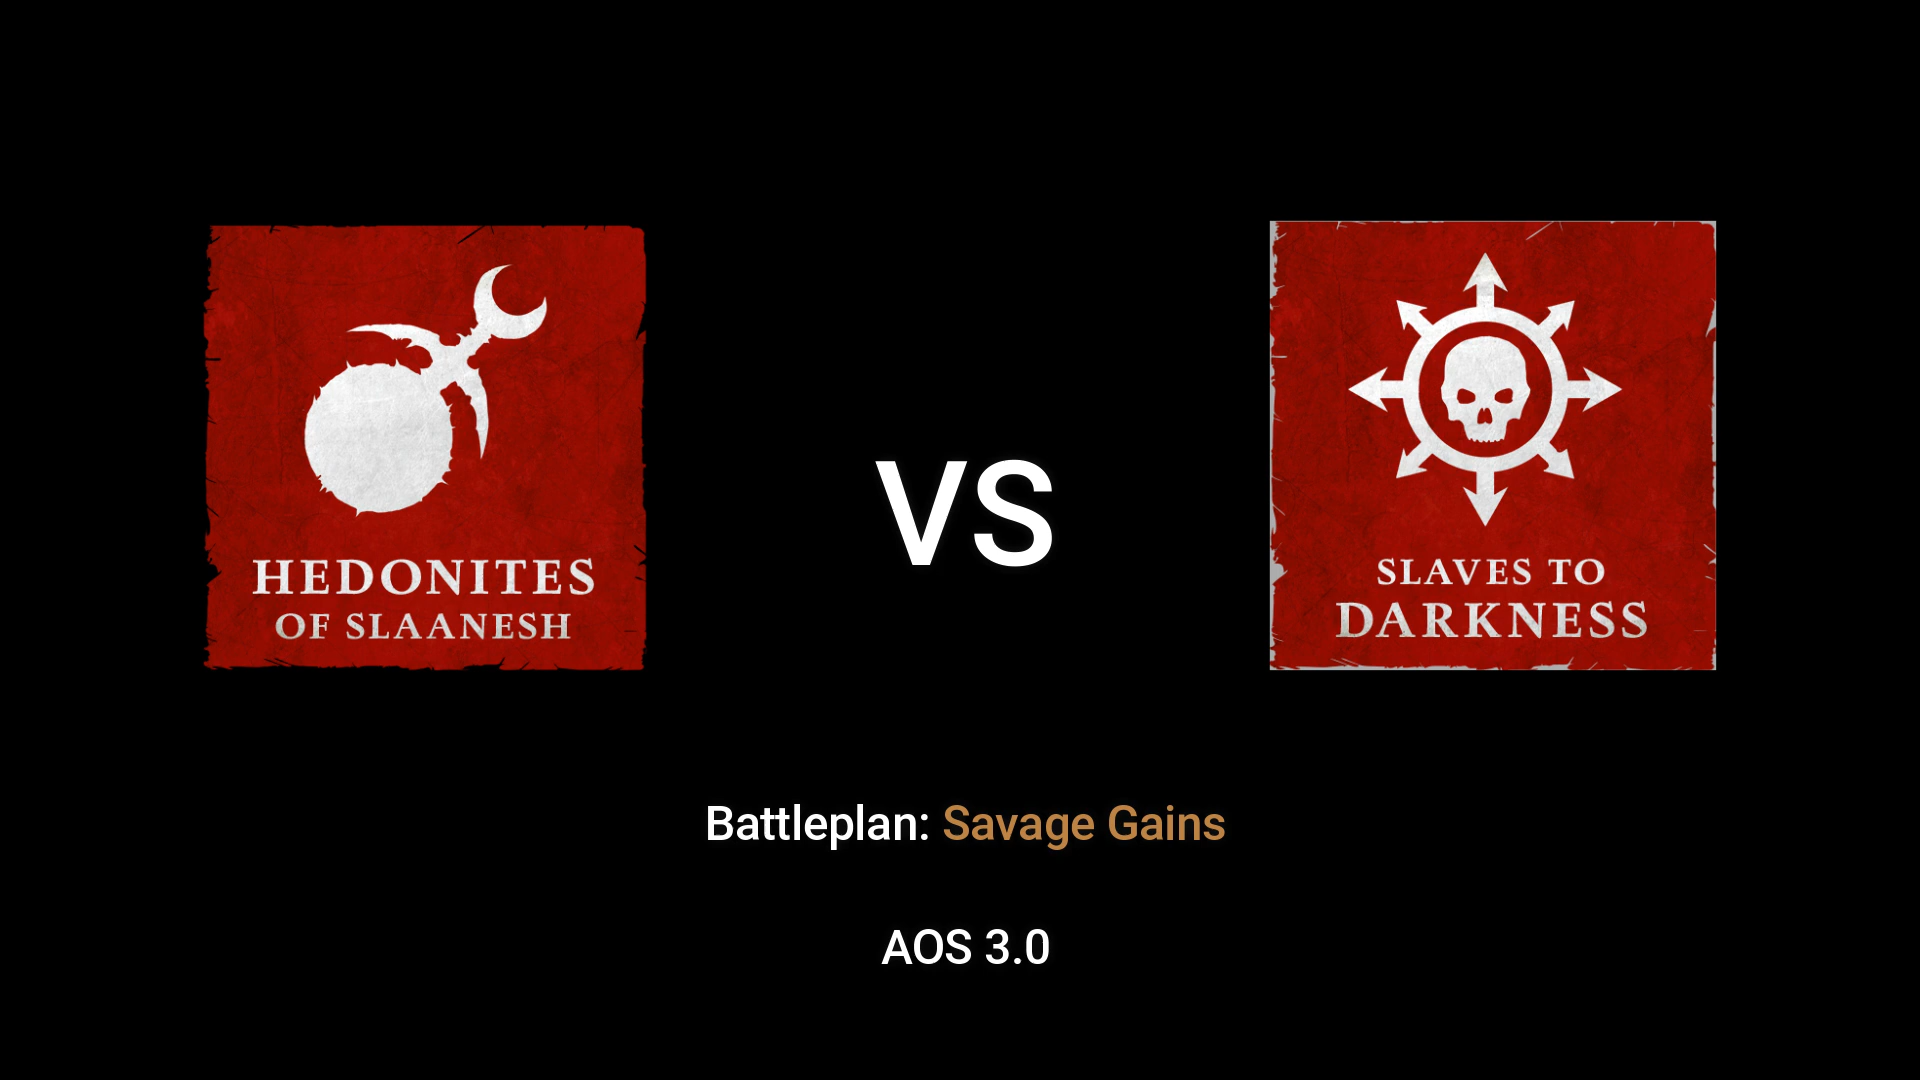 HEDONITES
OF SLAANESH
VS
SLAVES TO
DARKNESS
Battleplan: Savage Gains
AOS 3.0